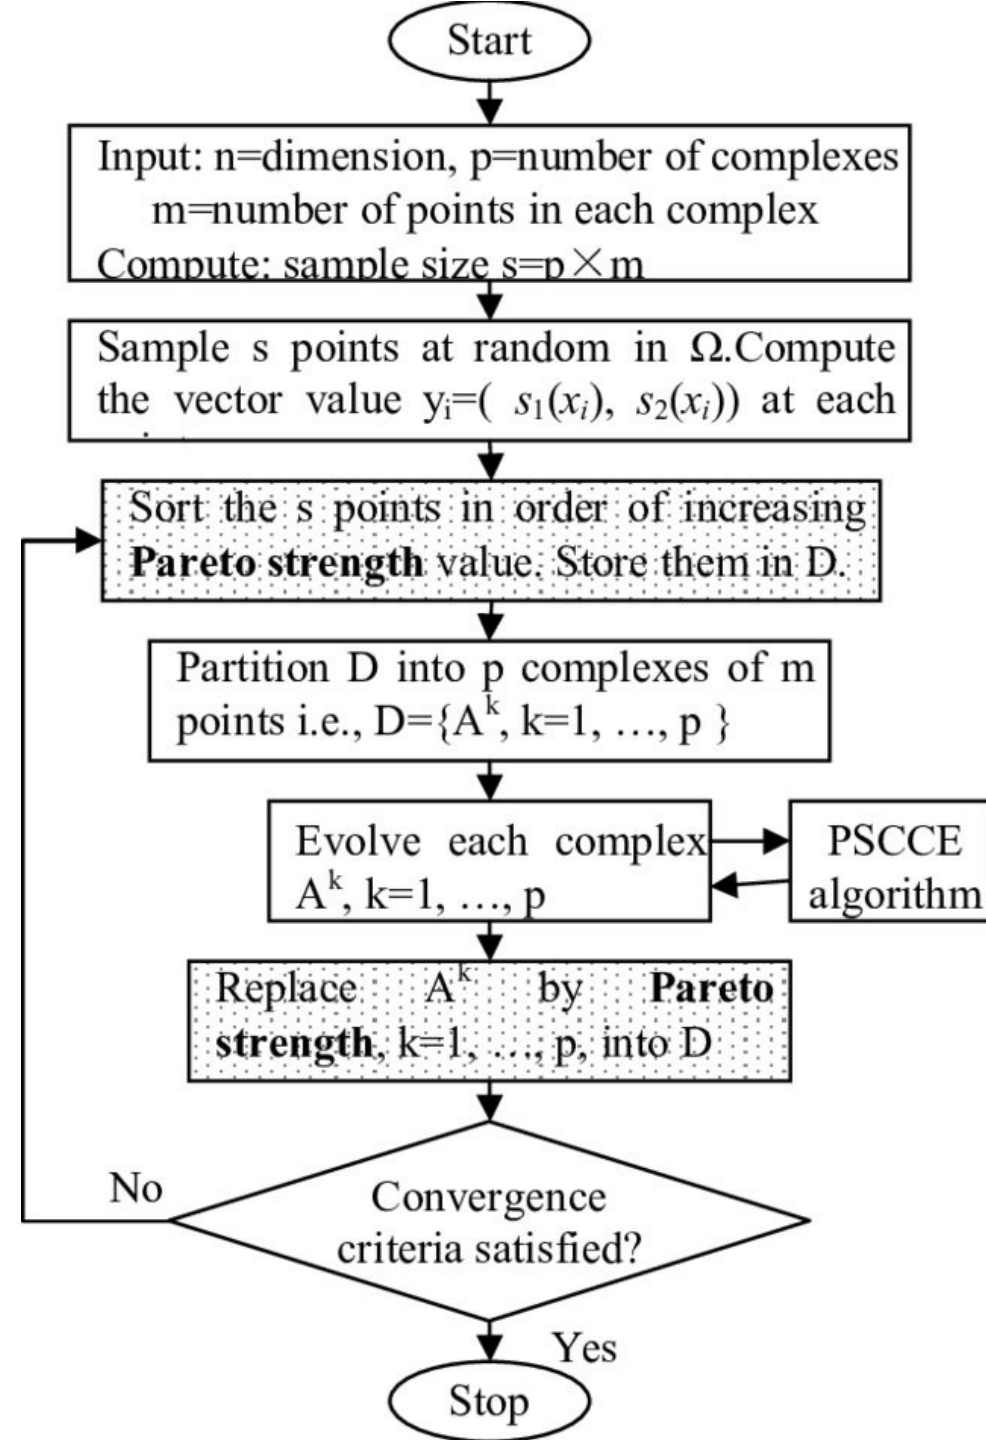 Start
Input: n=dimension, p=number of complexes
m=number of points in each complex
Compute: sample size s=p×m
Sample s points at random in Ω.Compute
the vector value yᵢ=( s₁(xᵢ), s₂(xᵢ)) at each
Sort the s points in order of increasing
Pareto strength value. Store them in D.
Partition D into p complexes of m
points i.e., D={Aᵏ, k=1, …, p }
Evolve each complex
Aᵏ, k=1, …, p
PSCCE
algorithm
Replace Aᵏ by Pareto
strength, k=1, …, p, into D
No
Convergence
criteria satisfied?
Yes
Stop